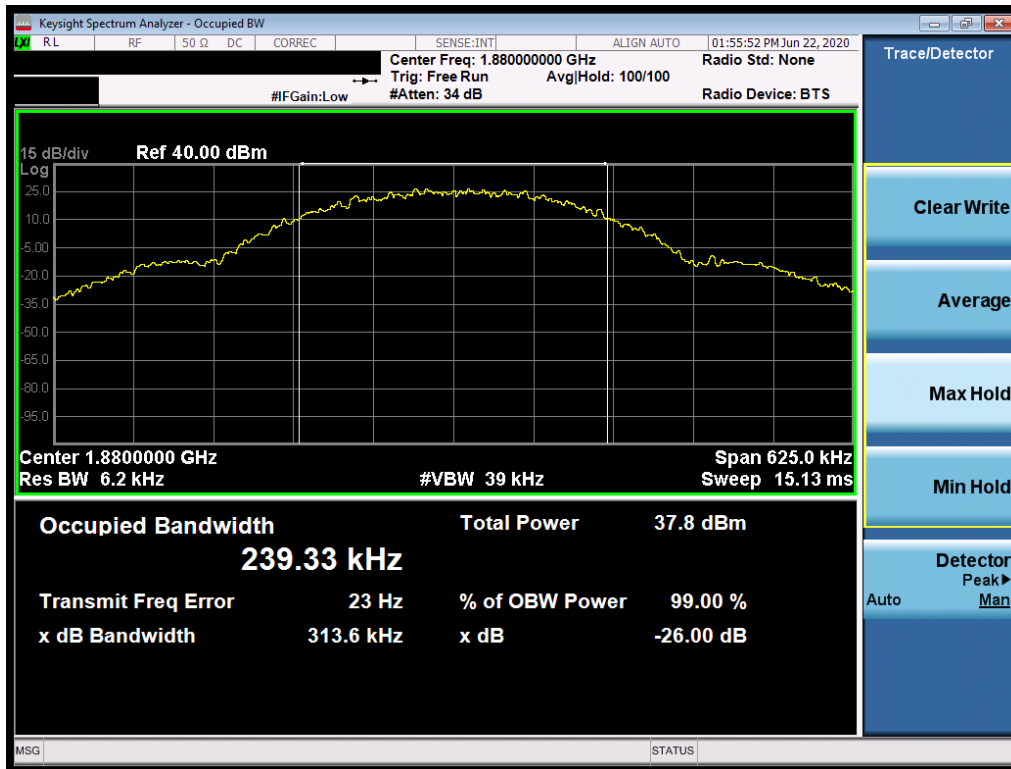 Keysight Spectrum Analyzer - Occupied BW
LXI RL RF 50 Ω DC CORREC SENSE:INT ALIGN AUTO 01:55:52 PM Jun 22, 2020
Center Freq: 1.880000000 GHz Radio Std: None
Trig: Free Run Avg|Hold: 100/100
#IFGain:Low #Atten: 34 dB Radio Device: BTS
Trace/Detector
15 dB/div Ref 40.00 dBm
Log
25.0
10.0
-5.00
-20.0
-35.0
-50.0
-65.0
-80.0
-95.0
Center 1.8800000 GHz Span 625.0 kHz
Res BW 6.2 kHz #VBW 39 kHz Sweep 15.13 ms
Occupied Bandwidth Total Power 37.8 dBm
239.33 kHz
Transmit Freq Error 23 Hz % of OBW Power 99.00 %
x dB Bandwidth 313.6 kHz x dB -26.00 dB
Clear Write
Average
Max Hold
Min Hold
Detector
Peak▶
Auto Man
MSG STATUS